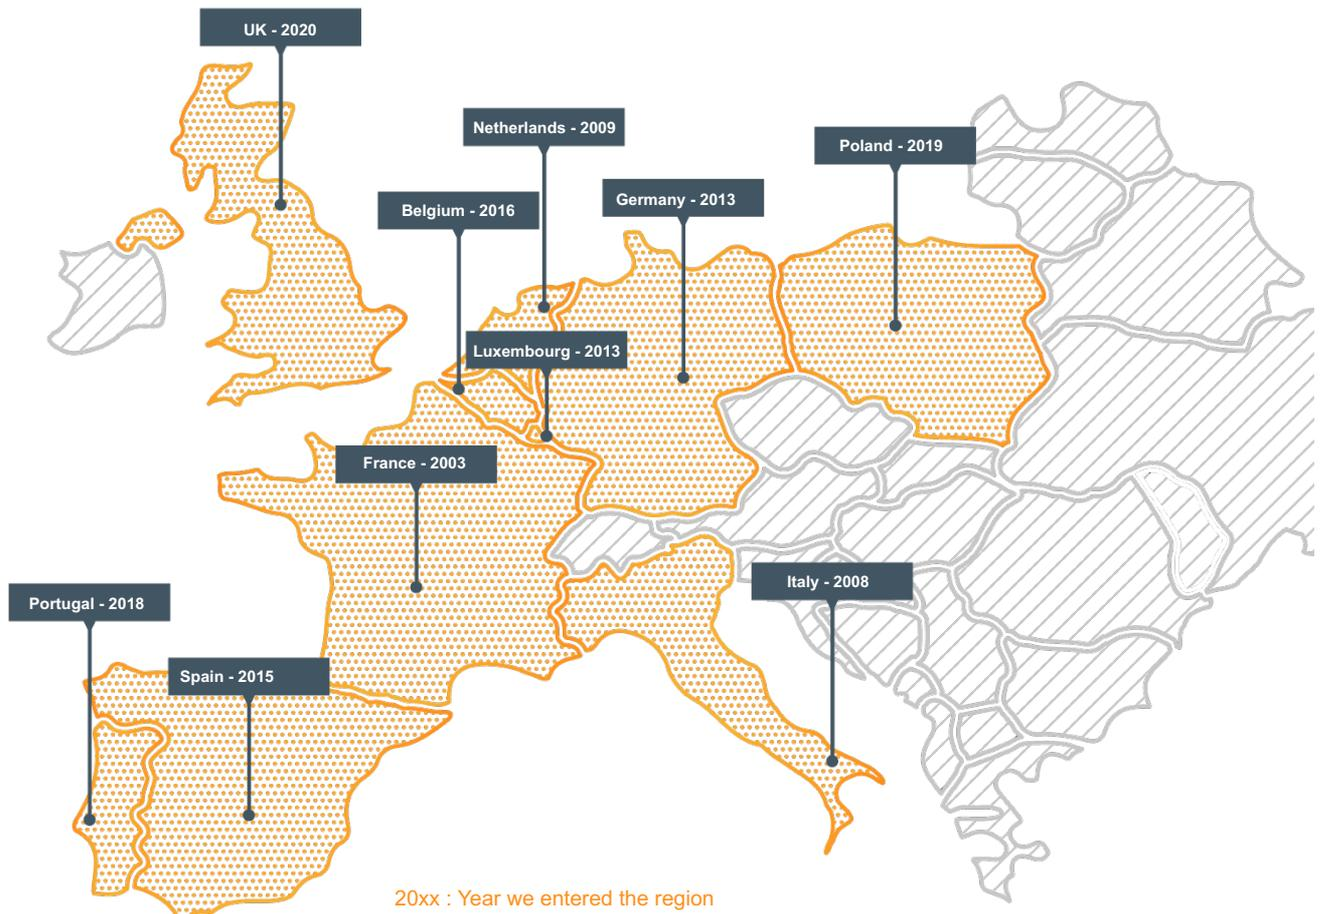 UK - 2020
Netherlands - 2009
Poland - 2019
Germany - 2013
Belgium - 2016
Luxembourg - 2013
France - 2003
Italy - 2008
Portugal - 2018
Spain - 2015
20xx : Year we entered the region